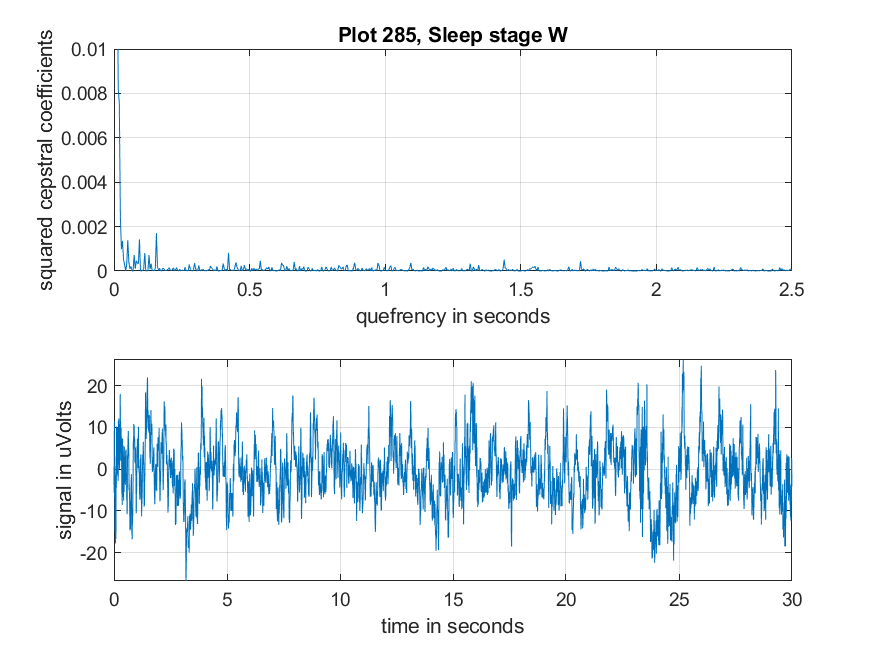 Plot 285, Sleep stage W
squared cepstral coefficients
0.01
0.008
0.006
0.004
0.002
0
0 0.5 1 1.5 2 2.5
quefrency in seconds
signal in uVolts
20
10
0
-10
-20
0 5 10 15 20 25 30
time in seconds